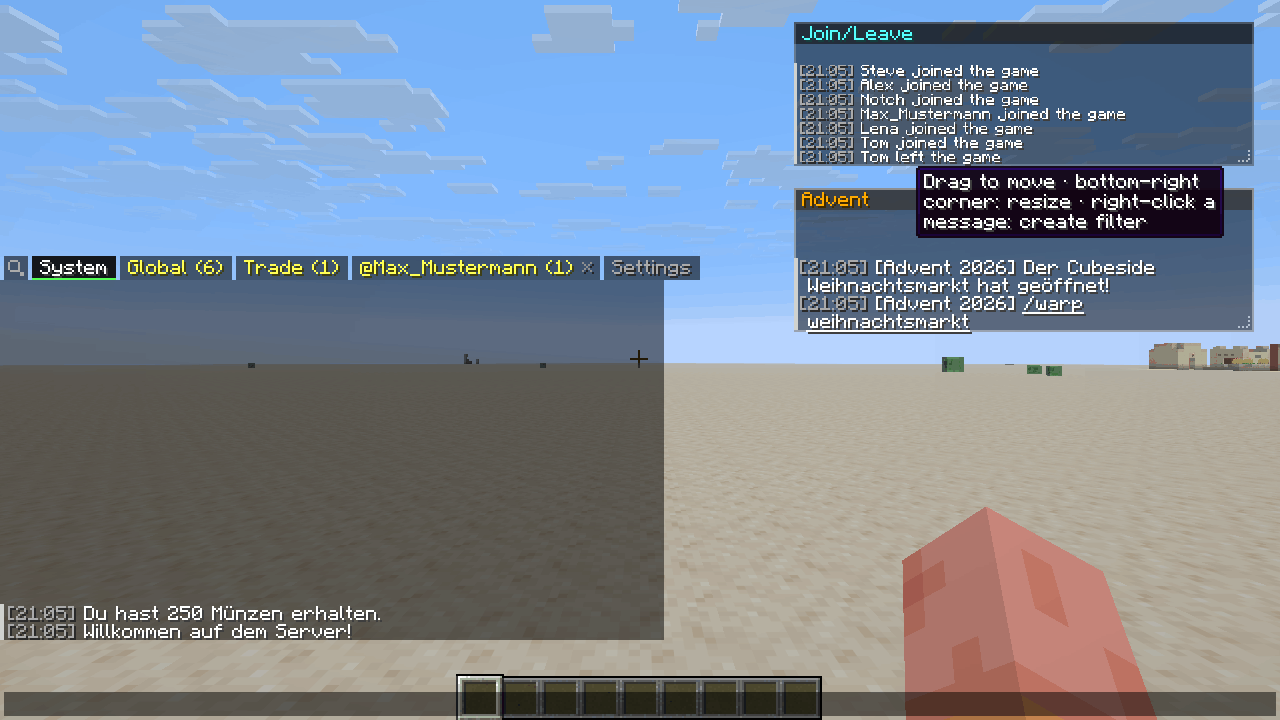 Join/Leave
[21:05] Steve joined the game
[21:05] Alex joined the game
[21:05] Notch joined the game
[21:05] Max_Mustermann joined the game
[21:05] Lena joined the game
[21:05] Tom joined the game
[21:05] Tom left the game
Drag to move · bottom-right
corner: resize · right-click a
message: create filter
Advent
[21:05] [Advent 2026] Der Cubeside
Weihnachtsmarkt hat geöffnet!
[21:05] [Advent 2026] /warp
weihnachtsmarkt
System Global (6) Trade (1) @Max_Mustermann (1) × Settings
[21:05] Du hast 250 Münzen erhalten.
[21:05] Willkommen auf dem Server!